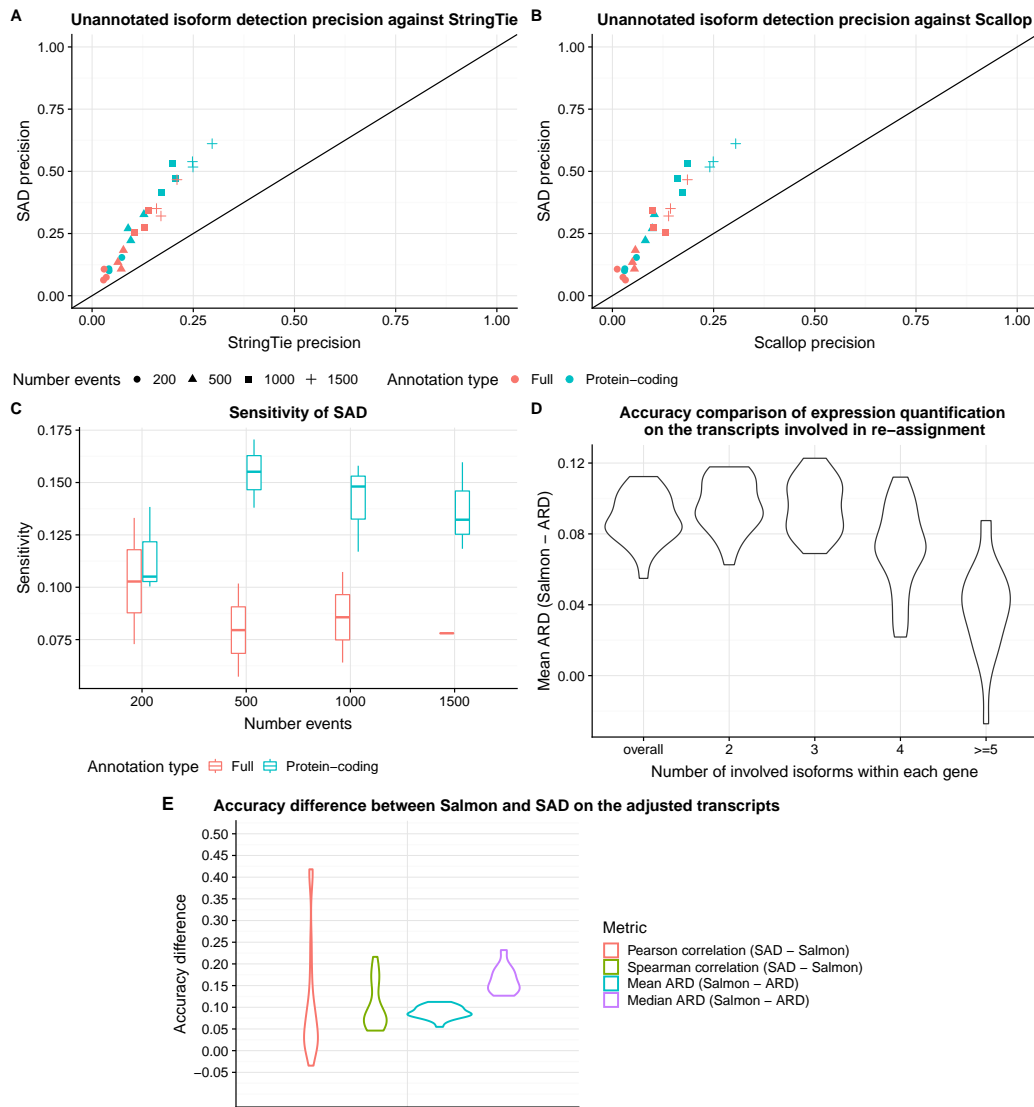 A
Unannotated isoform detection precision against StringTie
1.00
0.75
0.50
0.25
0.00
SAD precision
0.00 0.25 0.50 0.75 1.00
StringTie precision
B
Unannotated isoform detection precision against Scallop
1.00
0.75
0.50
0.25
0.00
SAD precision
0.00 0.25 0.50 0.75 1.00
Scallop precision
Number events 200 500 1000 1500 Annotation type Full Protein−coding
C
Sensitivity of SAD
0.175
0.150
0.125
0.100
0.075
Sensitivity
200 500 1000 1500
Number events
Annotation type Full Protein−coding
D
Accuracy comparison of expression quantification
on the transcripts involved in re−assignment
0.12
0.08
0.04
0.00
Mean ARD (Salmon − ARD)
overall 2 3 4 >=5
Number of involved isoforms within each gene
E
Accuracy difference between Salmon and SAD on the adjusted transcripts
0.50
0.45
0.40
0.35
0.30
0.25
0.20
0.15
0.10
0.05
0.00
−0.05
Accuracy difference
Metric
Pearson correlation (SAD − Salmon)
Spearman correlation (SAD − Salmon)
Mean ARD (Salmon − ARD)
Median ARD (Salmon − ARD)